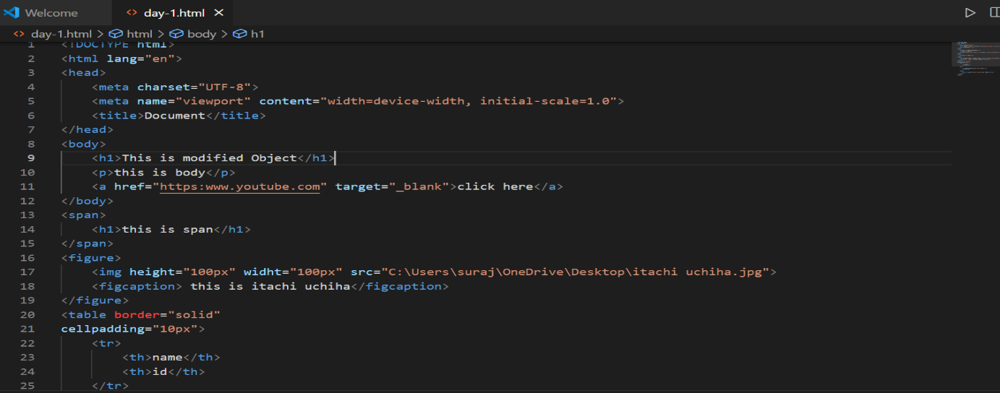 Welcome
day-1.html
day-1.html > html > body > h1
1 <!DOCTYPE html>
2 <html lang="en">
3 <head>
4 <meta charset="UTF-8">
5 <meta name="viewport" content="width=device-width, initial-scale=1.0">
6 <title>Document</title>
7 </head>
8 <body>
9 <h1>This is modified Object</h1>
10 <p>this is body</p>
11 <a href="https:www.youtube.com" target="_blank">click here</a>
12 </body>
13 <span>
14 <h1>this is span</h1>
15 </span>
16 <figure>
17 <img height="100px" widht="100px" src="C:\Users\suraj\OneDrive\Desktop\itachi uchiha.jpg">
18 <figcaption> this is itachi uchiha</figcaption>
19 </figure>
20 <table border="solid"
21 cellpadding="10px">
22 <tr>
23 <th>name</th>
24 <th>id</th>
25 </tr>